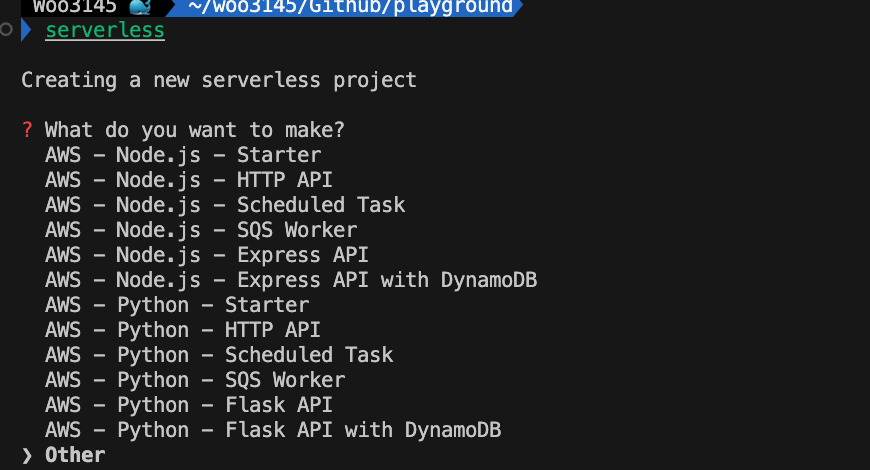 Woo3145 🐳 ~/woo3145/Github/playground
serverless
Creating a new serverless project
? What do you want to make?
AWS - Node.js - Starter
AWS - Node.js - HTTP API
AWS - Node.js - Scheduled Task
AWS - Node.js - SQS Worker
AWS - Node.js - Express API
AWS - Node.js - Express API with DynamoDB
AWS - Python - Starter
AWS - Python - HTTP API
AWS - Python - Scheduled Task
AWS - Python - SQS Worker
AWS - Python - Flask API
AWS - Python - Flask API with DynamoDB
❯ Other